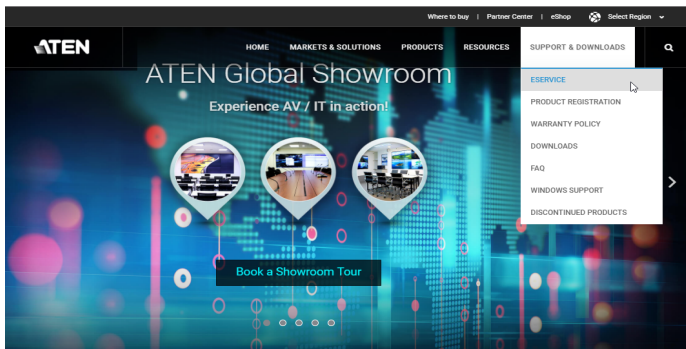 Where to buy | Partner Center | eShop Select Region
ATEN
HOME MARKETS & SOLUTIONS PRODUCTS RESOURCES SUPPORT & DOWNLOADS
ATEN Global Showroom
Experience AV / IT in action!
Book a Showroom Tour
ESERVICE
PRODUCT REGISTRATION
WARRANTY POLICY
DOWNLOADS
FAQ
WINDOWS SUPPORT
DISCONTINUED PRODUCTS